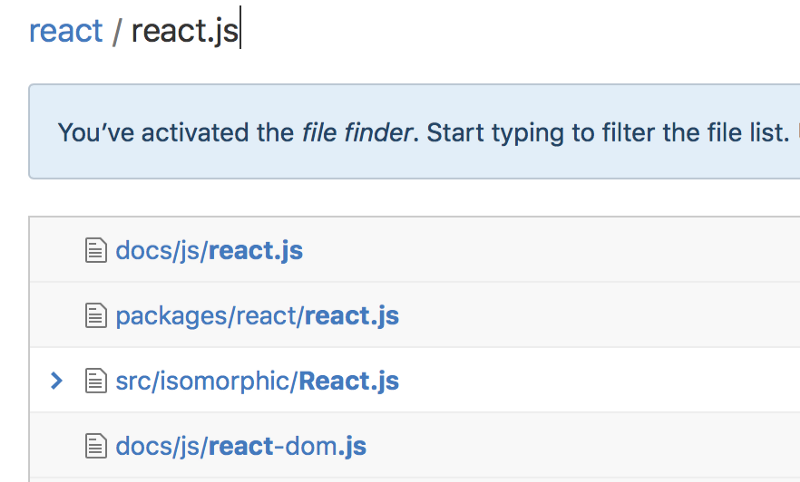 react / react.js
You’ve activated the file finder. Start typing to filter the file list.
docs/js/react.js
packages/react/react.js
src/isomorphic/React.js
docs/js/react-dom.js